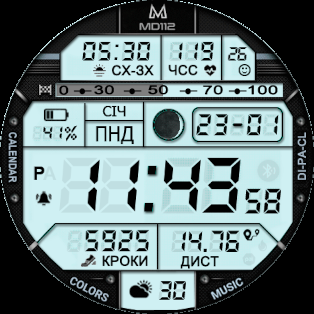 MD112
05:30 119 26
СХ-ЗХ ЧСС
0 30 50 70 100
41% СІЧ
ПНД 23-01
P 11:43 58
5925 14.76
КРОКИ ДИСТ
30
CALENDAR
DI-PA-CL
COLORS
MUSIC